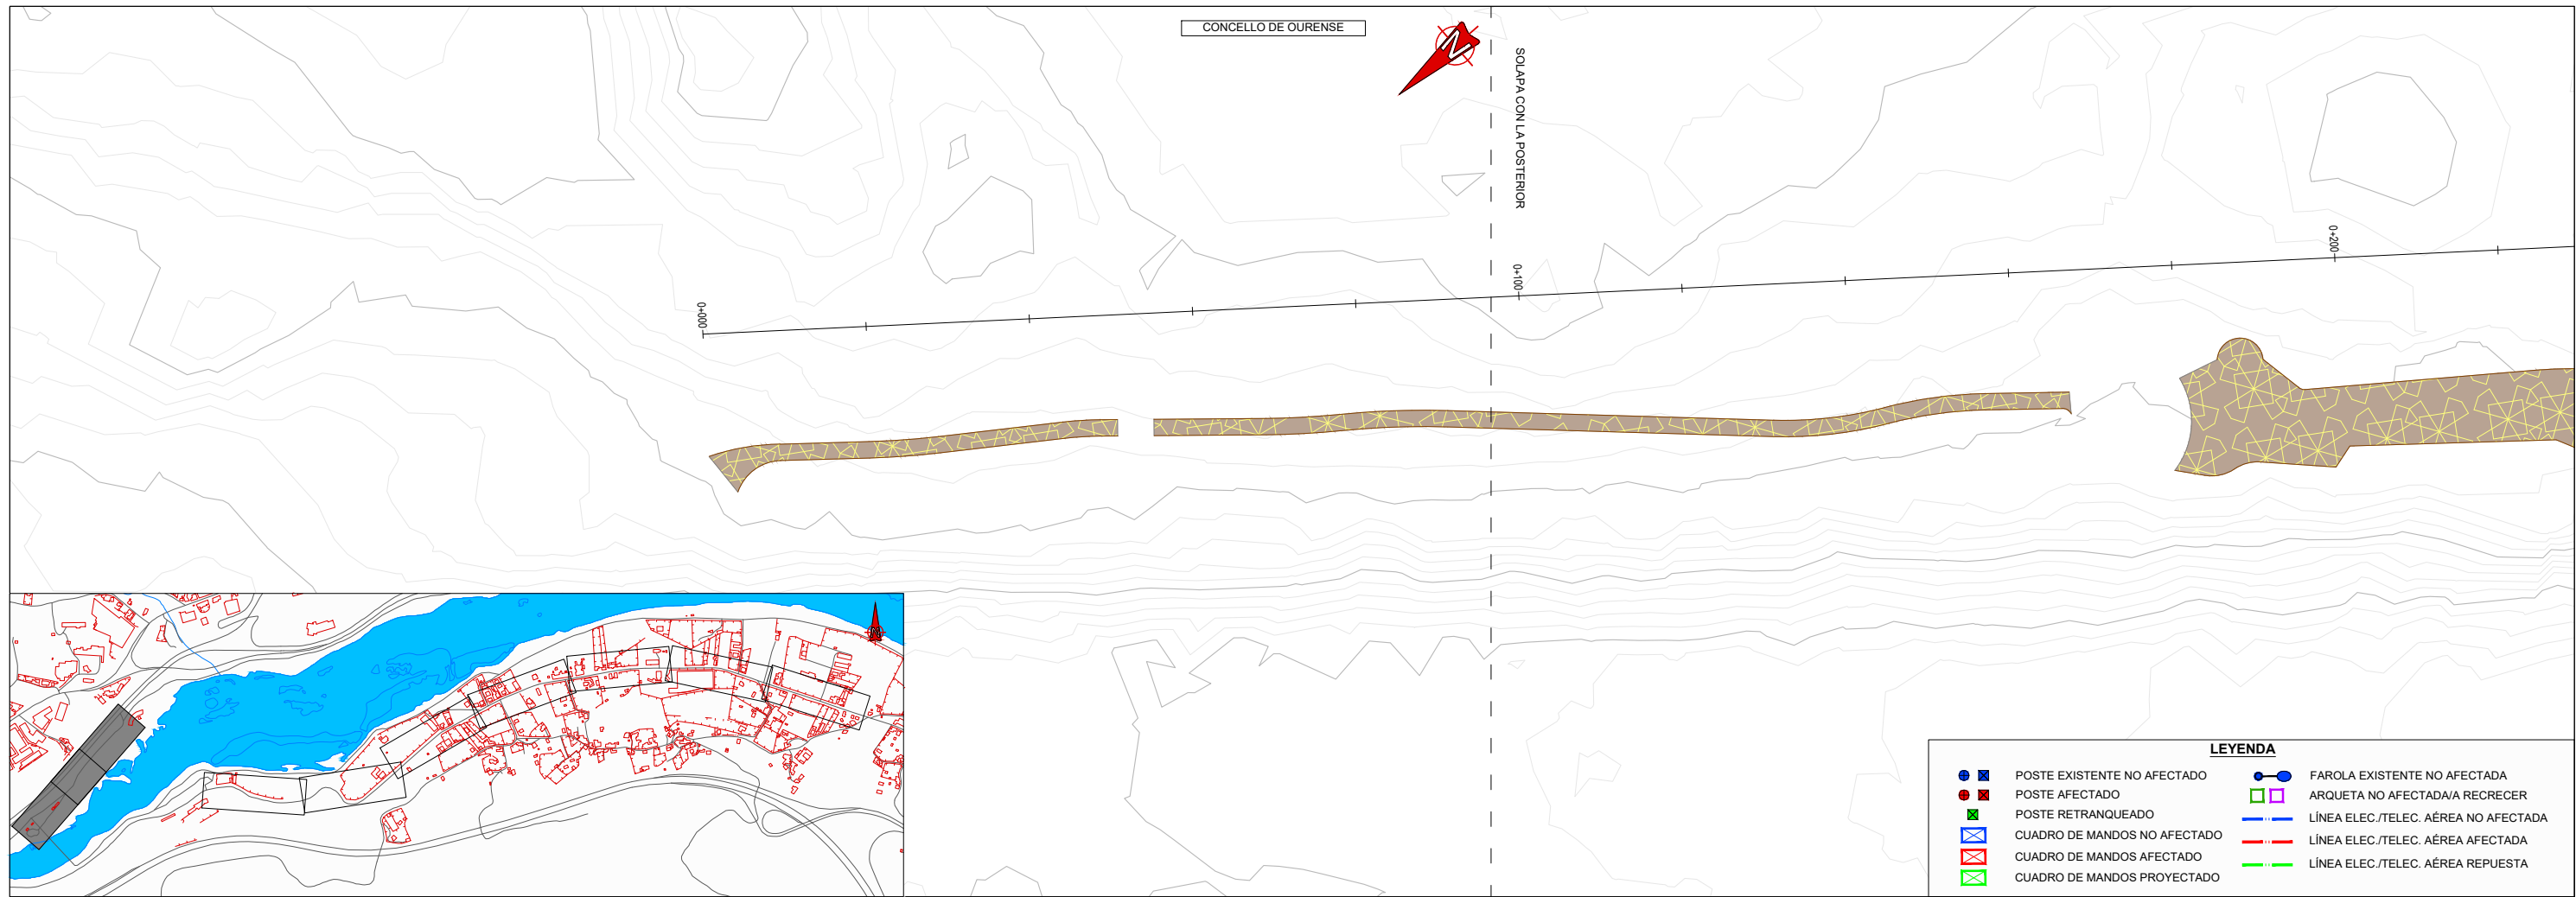 CONCELLO DE OURENSE
N
SOLAPA CON LA POSTERIOR
0+000
0+100
0+200
N
LEYENDA
POSTE EXISTENTE NO AFECTADO
POSTE AFECTADO
POSTE RETRANQUEADO
CUADRO DE MANDOS NO AFECTADO
CUADRO DE MANDOS AFECTADO
CUADRO DE MANDOS PROYECTADO
FAROLA EXISTENTE NO AFECTADA
ARQUETA NO AFECTADA/A RECRECER
LÍNEA ELEC./TELEC. AÉREA NO AFECTADA
LÍNEA ELEC./TELEC. AÉREA AFECTADA
LÍNEA ELEC./TELEC. AÉREA REPUESTA